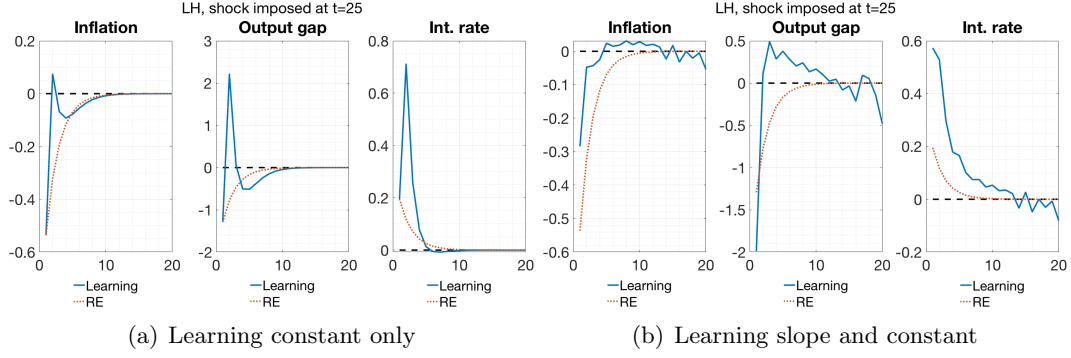 LH, shock imposed at t=25
Inflation
Output gap
Int. rate
0.2
0
-0.2
-0.4
-0.6
0
10
20
3
2
1
0
-1
-2
0
10
20
0.8
0.6
0.4
0.2
0
0
10
20
Learning
RE
Learning
RE
Learning
RE
(a) Learning constant only
LH, shock imposed at t=25
Inflation
Output gap
Int. rate
0
-0.1
-0.2
-0.3
-0.4
-0.5
-0.6
0
10
20
0.5
0
-0.5
-1
-1.5
-2
0
10
20
0.6
0.4
0.2
0
0.2
0
10
20
Learning
RE
Learning
RE
Learning
RE
(b) Learning slope and constant